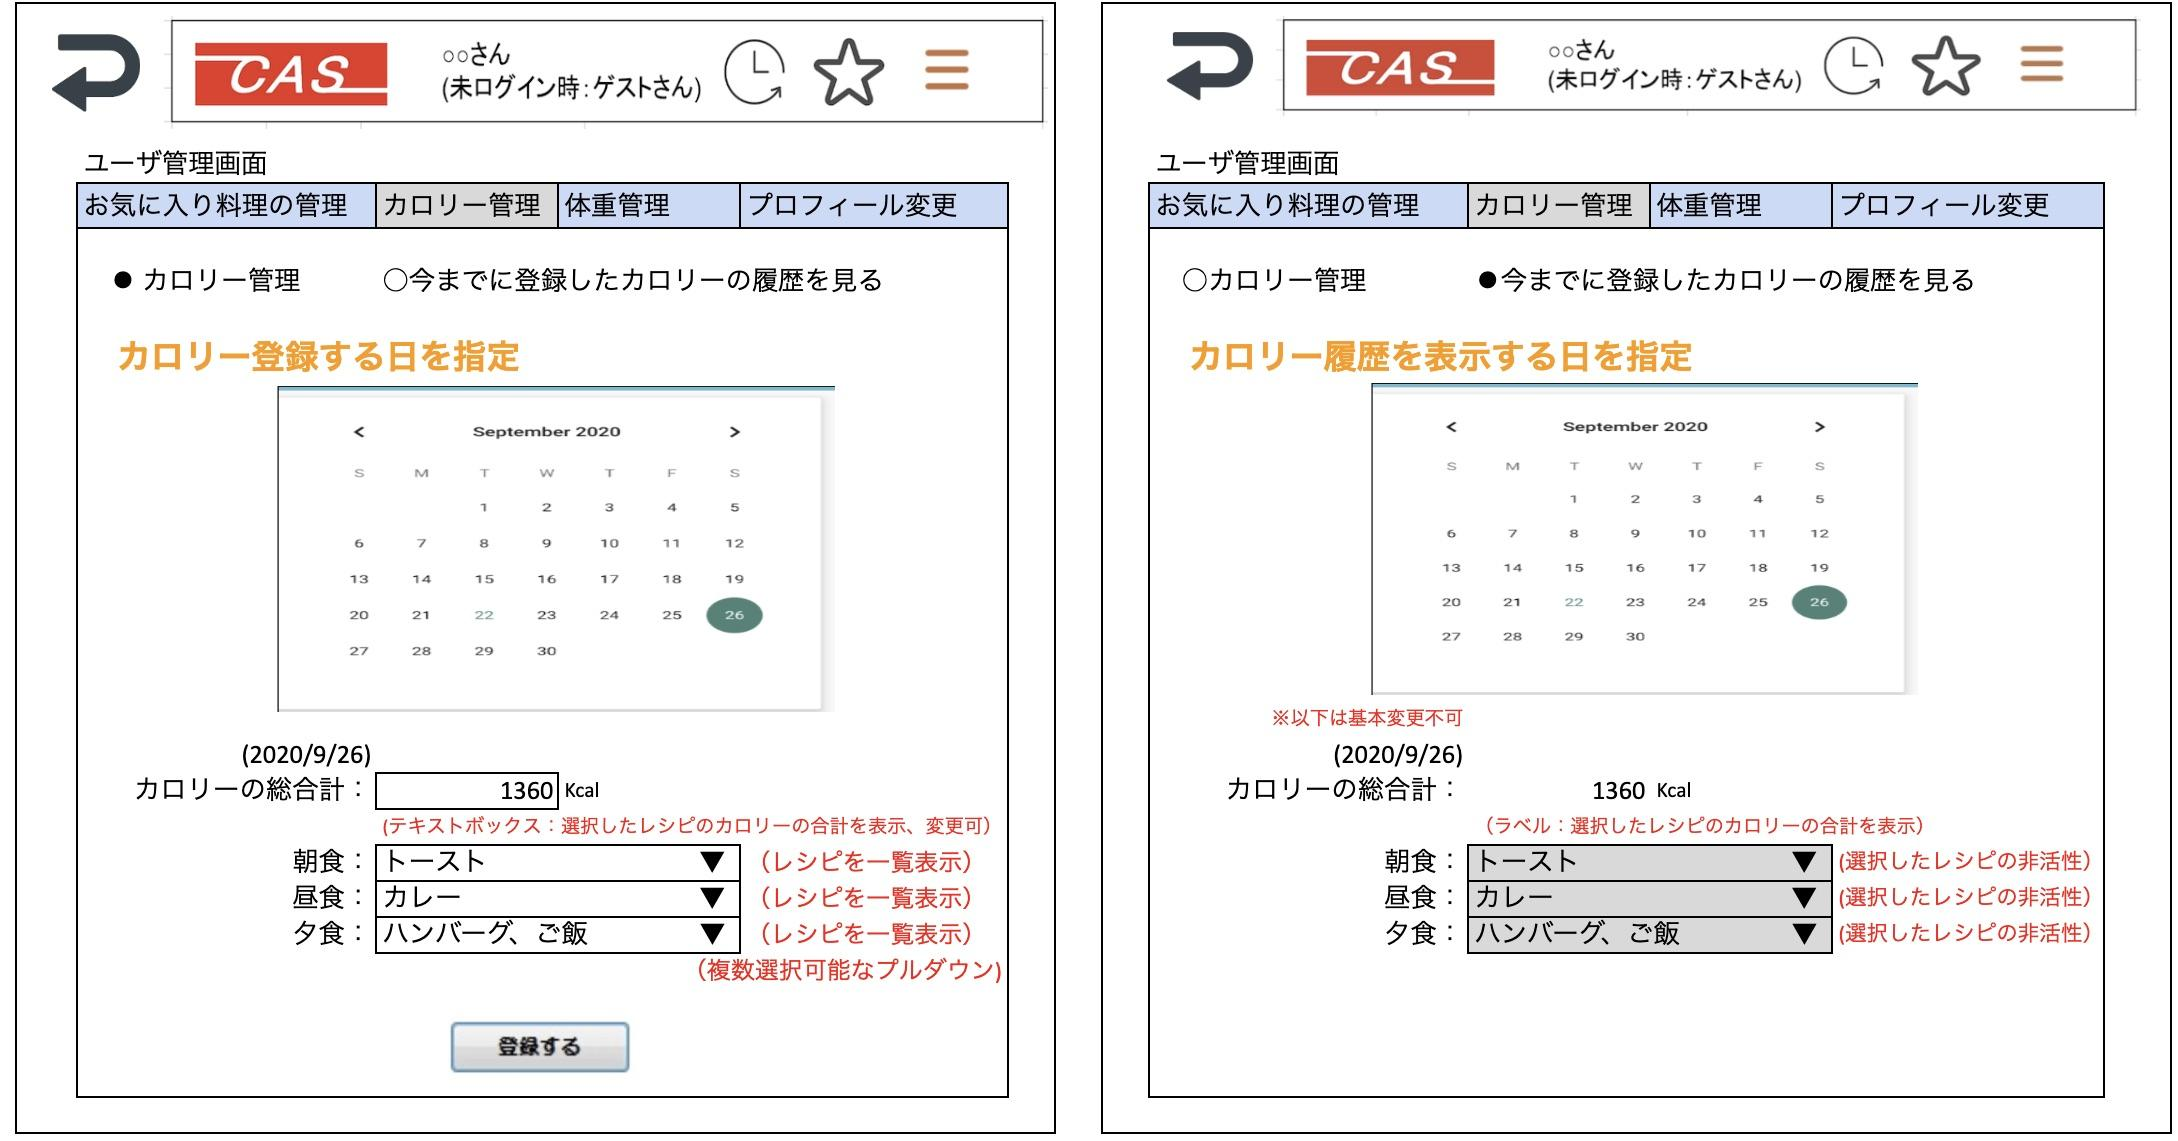 CAS
○○さん
(未ログイン時：ゲストさん)
ユーザ管理画面
お気に入り料理の管理 カロリー管理 体重管理 プロフィール変更
● カロリー管理 ○今までに登録したカロリーの履歴を見る
カロリー登録する日を指定
< September 2020 >
S M T W T F S
1 2 3 4 5
6 7 8 9 10 11 12
13 14 15 16 17 18 19
20 21 22 23 24 25 26
27 28 29 30
(2020/9/26)
カロリーの総合計： 1360 Kcal
(テキストボックス：選択したレシピのカロリーの合計を表示、変更可)
朝食： トースト ▼ （レシピを一覧表示）
昼食： カレー ▼ （レシピを一覧表示）
夕食： ハンバーグ、ご飯 ▼ （レシピを一覧表示）
（複数選択可能なプルダウン)
登録する
CAS
○○さん
(未ログイン時：ゲストさん)
ユーザ管理画面
お気に入り料理の管理 カロリー管理 体重管理 プロフィール変更
○カロリー管理 ●今までに登録したカロリーの履歴を見る
カロリー履歴を表示する日を指定
< September 2020 >
S M T W T F S
1 2 3 4 5
6 7 8 9 10 11 12
13 14 15 16 17 18 19
20 21 22 23 24 25 26
27 28 29 30
※以下は基本変更不可
(2020/9/26)
カロリーの総合計： 1360 Kcal
（ラベル：選択したレシピのカロリーの合計を表示）
朝食： トースト ▼ (選択したレシピの非活性）
昼食： カレー ▼ (選択したレシピの非活性）
夕食： ハンバーグ、ご飯 ▼ (選択したレシピの非活性）